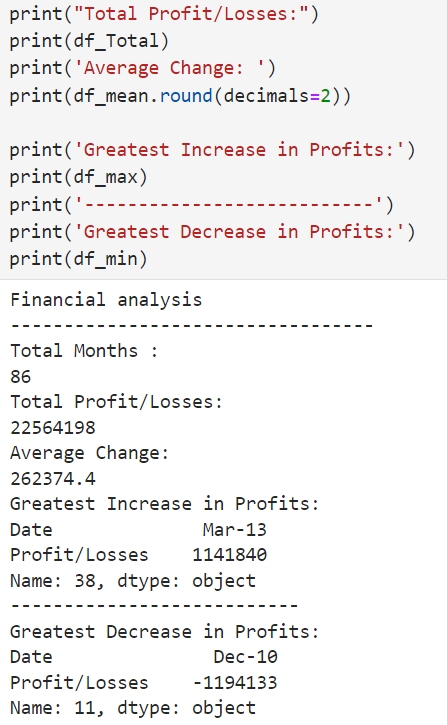 print("Total Profit/Losses:")
print(df_Total)
print('Average Change: ')
print(df_mean.round(decimals=2))
print('Greatest Increase in Profits:')
print(df_max)
print('---------------------------')
print('Greatest Decrease in Profits:')
print(df_min)
Financial analysis
----------------------------------
Total Months :
86
Total Profit/Losses:
22564198
Average Change:
262374.4
Greatest Increase in Profits:
Date              Mar-13
Profit/Losses    1141840
Name: 38, dtype: object
---------------------------
Greatest Decrease in Profits:
Date               Dec-10
Profit/Losses    -1194133
Name: 11, dtype: object